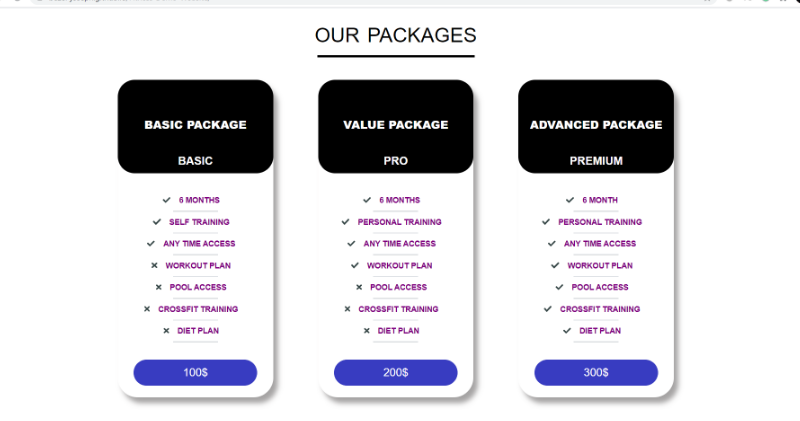 OUR PACKAGES
BASIC PACKAGE
BASIC
6 MONTHS
SELF TRAINING
ANY TIME ACCESS
WORKOUT PLAN
POOL ACCESS
CROSSFIT TRAINING
DIET PLAN
100$
VALUE PACKAGE
PRO
6 MONTHS
PERSONAL TRAINING
ANY TIME ACCESS
WORKOUT PLAN
POOL ACCESS
CROSSFIT TRAINING
DIET PLAN
200$
ADVANCED PACKAGE
PREMIUM
6 MONTH
PERSONAL TRAINING
ANY TIME ACCESS
WORKOUT PLAN
POOL ACCESS
CROSSFIT TRAINING
DIET PLAN
300$